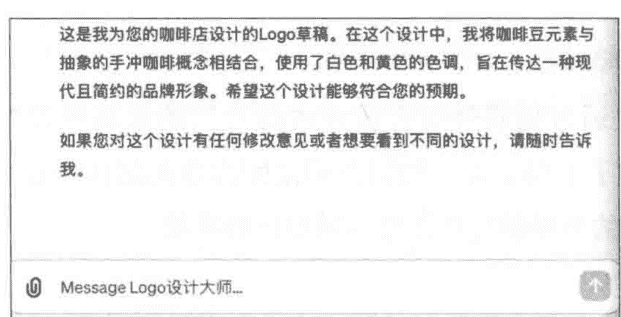 这是我为您的咖啡店设计的Logo草稿。在这个设计中，我将咖啡豆元素与
抽象的手冲咖啡概念相结合，使用了白色和黄色的色调，旨在传达一种现
代且简约的品牌形象。希望这个设计能够符合您的预期。
如果您对这个设计有任何修改意见或者想要看到不同的设计，请随时告诉
我。
Message Logo设计大师...